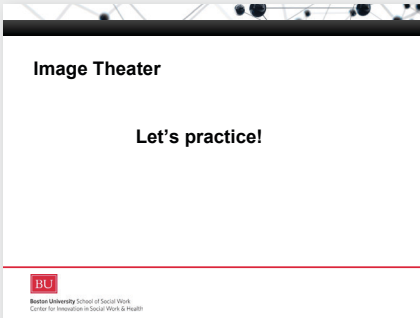 Image Theater
Let’s practice!
BU
Boston University School of Social Work
Center for Innovation in Social Work & Health